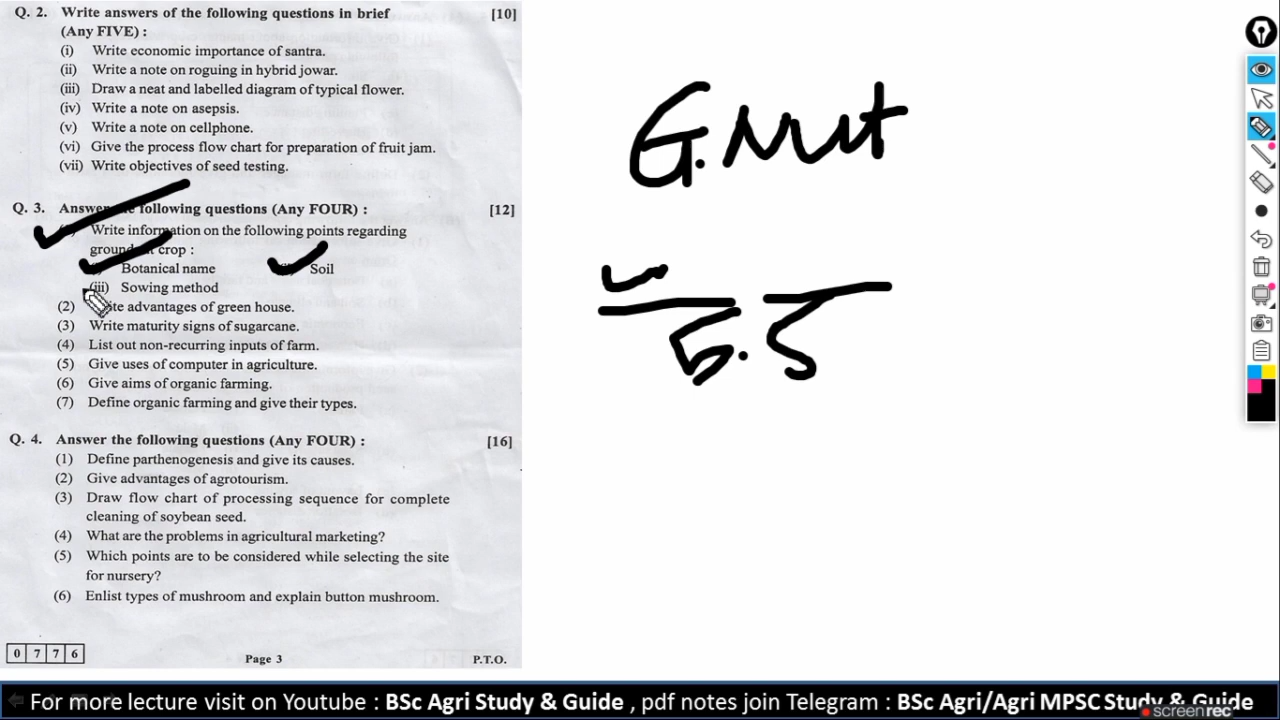 Q. 2. Write answers of the following questions in brief [10]
(Any FIVE) :
(i) Write economic importance of santra.
(ii) Write a note on roguing in hybrid jowar.
(iii) Draw a neat and labelled diagram of typical flower.
(iv) Write a note on asepsis.
(v) Write a note on cellphone.
(vi) Give the process flow chart for preparation of fruit jam.
(vii) Write objectives of seed testing.
Q. 3. following questions (Any FOUR) : [12]
Write information on the following points regarding
crop :
Botanical name Soil
(iii) Sowing method
(2) advantages of green house.
(3) Write maturity signs of sugarcane.
(4) List out non-recurring inputs of farm.
(5) Give uses of computer in agriculture.
(6) Give aims of organic farming.
(7) Define organic farming and give their types.
Q. 4. Answer the following questions (Any FOUR) : [16]
(1) Define parthenogenesis and give its causes.
(2) Give advantages of agrotourism.
(3) Draw flow chart of processing sequence for complete
cleaning of soybean seed.
(4) What are the problems in agricultural marketing?
(5) Which points are to be considered while selecting the site
for nursery?
(6) Enlist types of mushroom and explain button mushroom.
0 7 7 6 Page 3 P.T.O.
G.Nut
5.5
For more lecture visit on Youtube : BSc Agri Study & Guide , pdf notes join Telegram : BSc Agri/Agri MPSC Study & Guide
screenrec